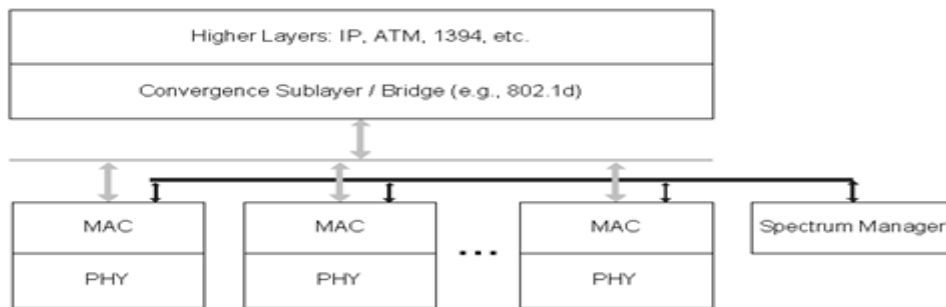 Higher Layers: IP, ATM, 1394, etc.
Convergence Sublayer / Bridge (e.g., 802.1d)
MAC
MAC
MAC
Spectrum Manager
...
PHY
PHY
PHY